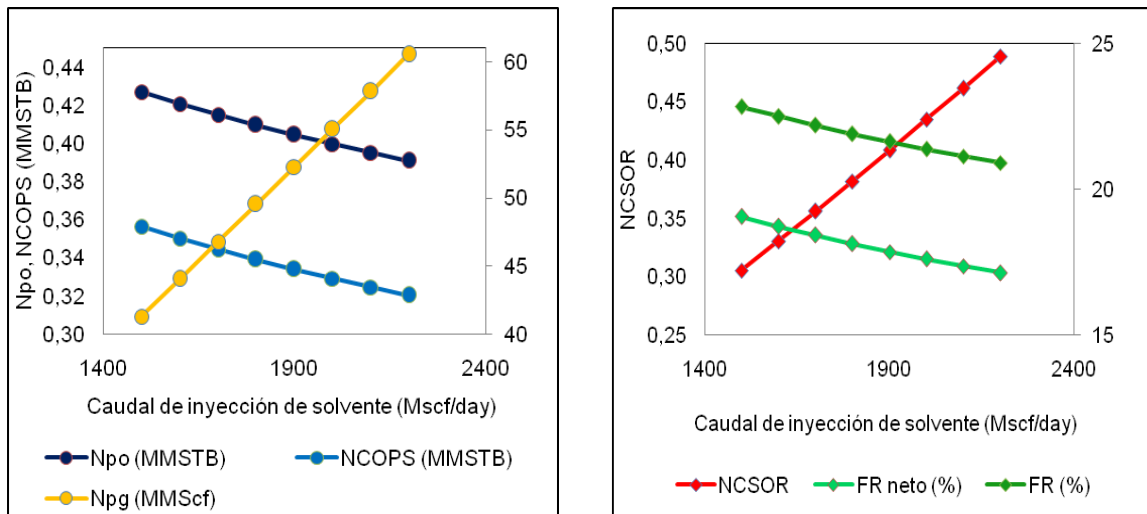 Npo, NCOPS (MMSTB)
0,44
0,42
0,40
0,38
0,36
0,34
0,32
0,30
60
55
50
45
40
1400
1900
2400
Caudal de inyección de solvente (Mscf/day)
Npo (MMSTB)
NCOPS (MMSTB)
Npg (MMScf)
NCSOR
0,50
0,45
0,40
0,35
0,30
0,25
25
20
15
1400
1900
2400
Caudal de inyección de solvente (Mscf/day)
NCSOR
FR neto (%)
FR (%)